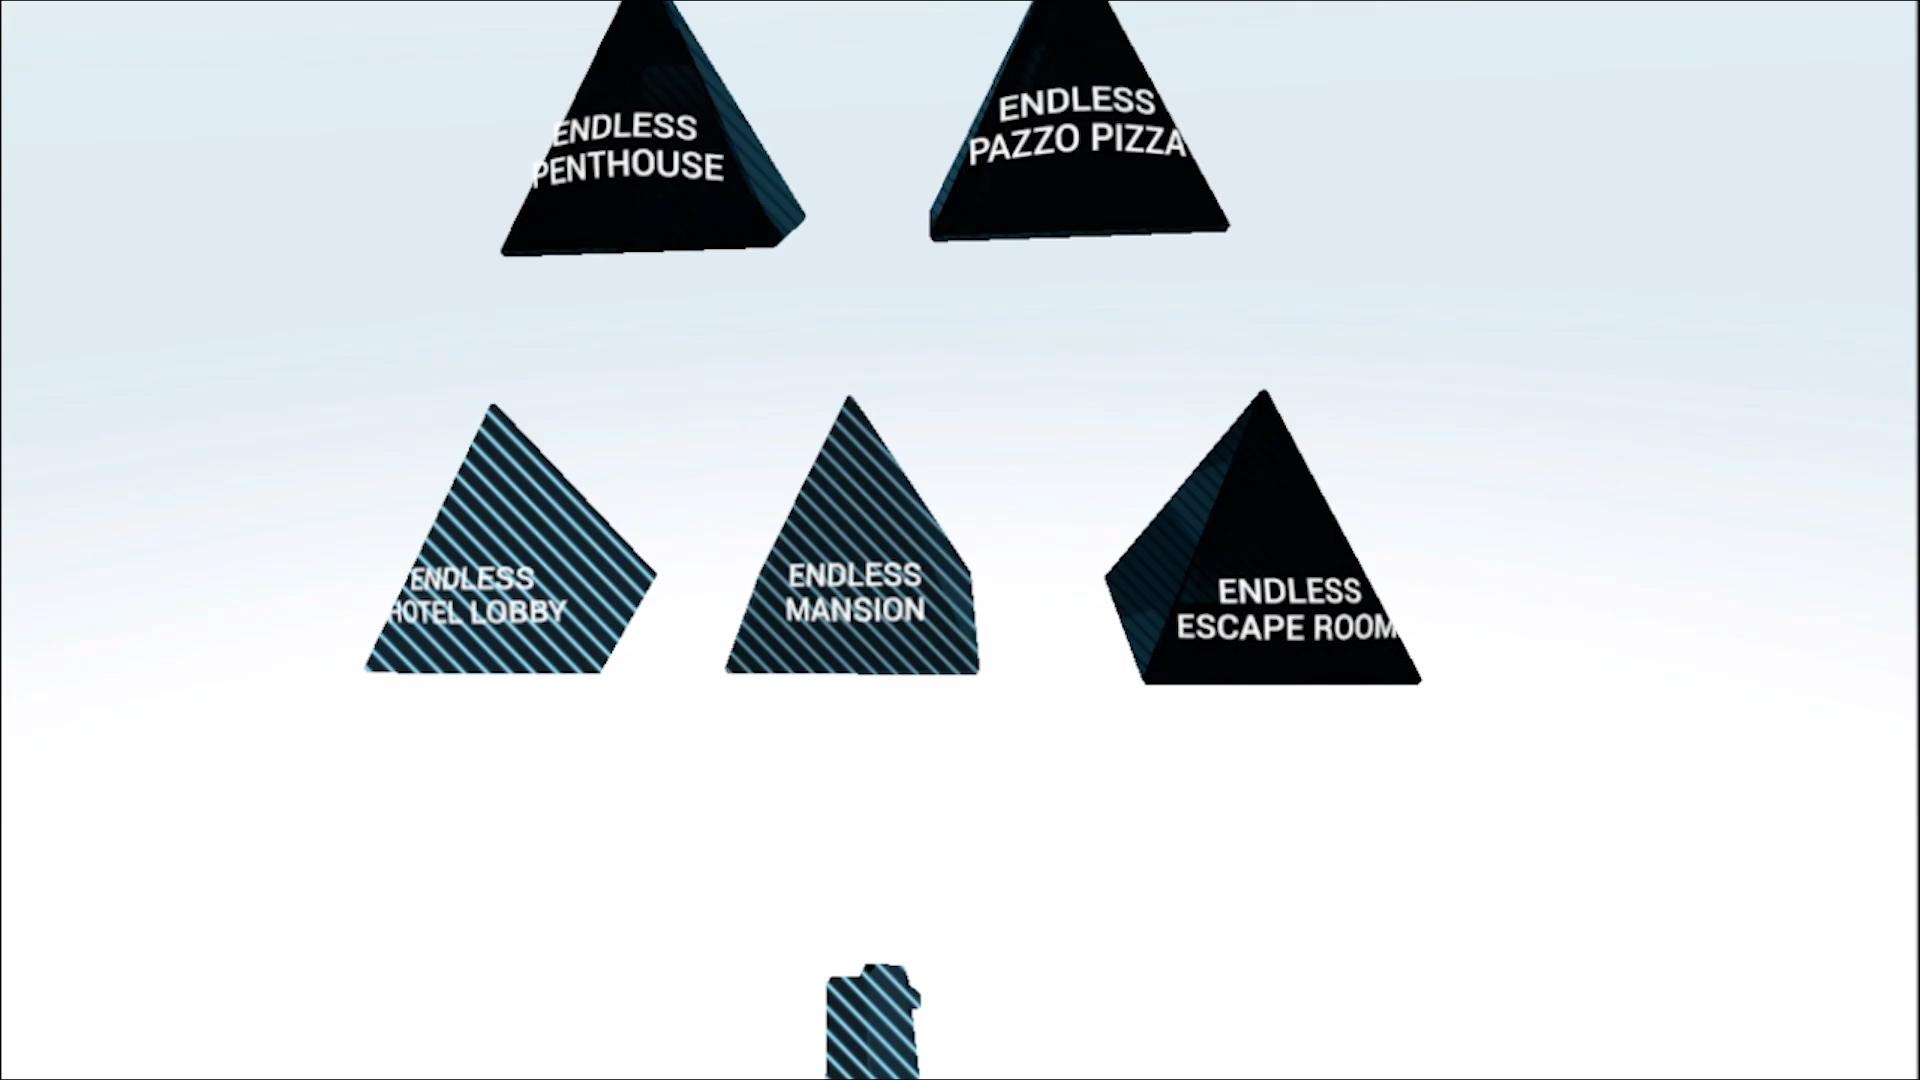 ENDLESS
PENTHOUSE
ENDLESS
PAZZO PIZZA
ENDLESS
HOTEL LOBBY
ENDLESS
MANSION
ENDLESS
ESCAPE ROOM